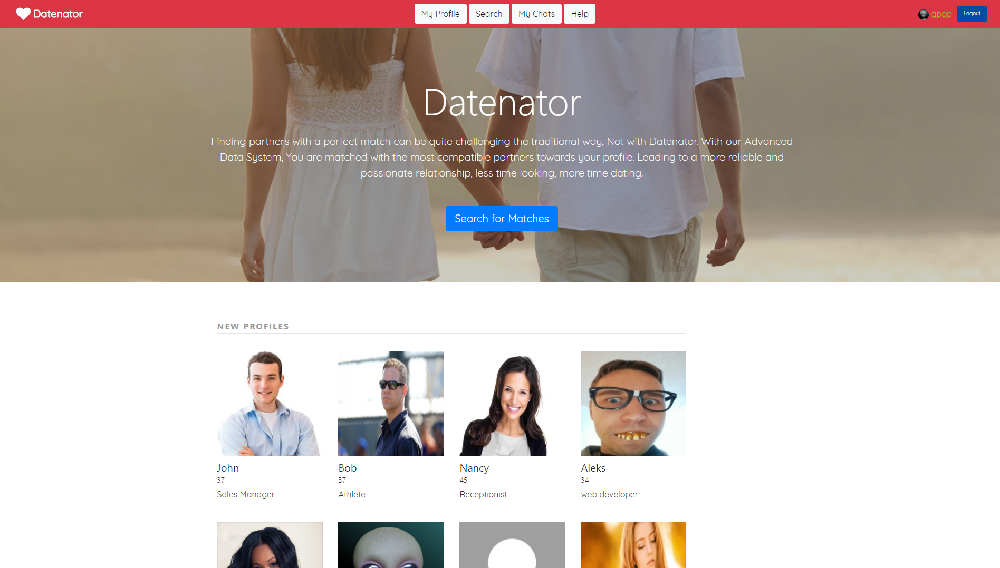 Datenator
My Profile
Search
My Chats
Help
gpgp
Logout
Datenator
Finding partners with a perfect match can be quite challenging the traditional way, Not with Datenator. With our Advanced
Data System, You are matched with the most compatible partners towards your profile. Leading to a more reliable and
passionate relationship, less time looking, more time dating.
Search for Matches
NEW PROFILES
John
37
Sales Manager
Bob
37
Athlete
Nancy
45
Receptionist
Aleks
34
web developer